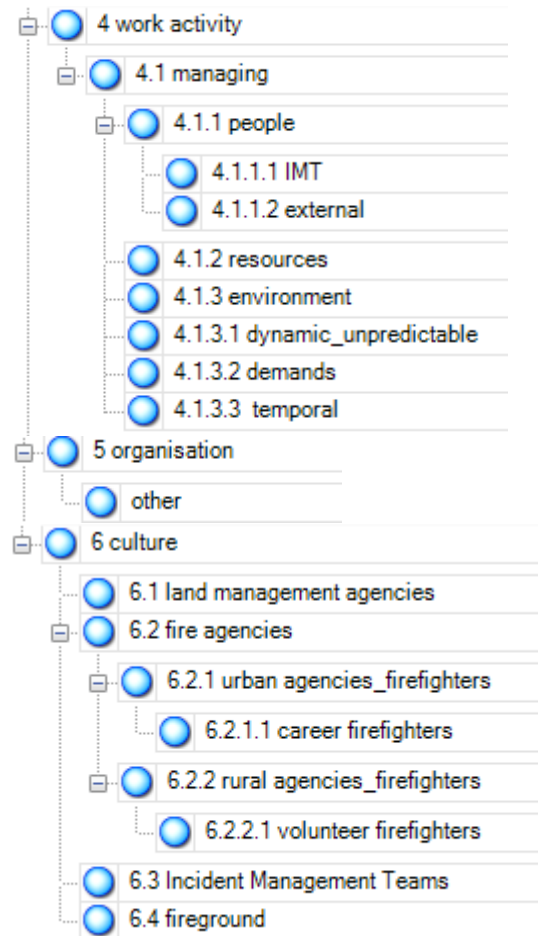 4 work activity
4.1 managing
4.1.1 people
4.1.1.1 IMT
4.1.1.2 external
4.1.2 resources
4.1.3 environment
4.1.3.1 dynamic_unpredictable
4.1.3.2 demands
4.1.3.3 temporal
5 organisation
other
6 culture
6.1 land management agencies
6.2 fire agencies
6.2.1 urban agencies_firefighters
6.2.1.1 career firefighters
6.2.2 rural agencies_firefighters
6.2.2.1 volunteer firefighters
6.3 Incident Management Teams
6.4 fireground